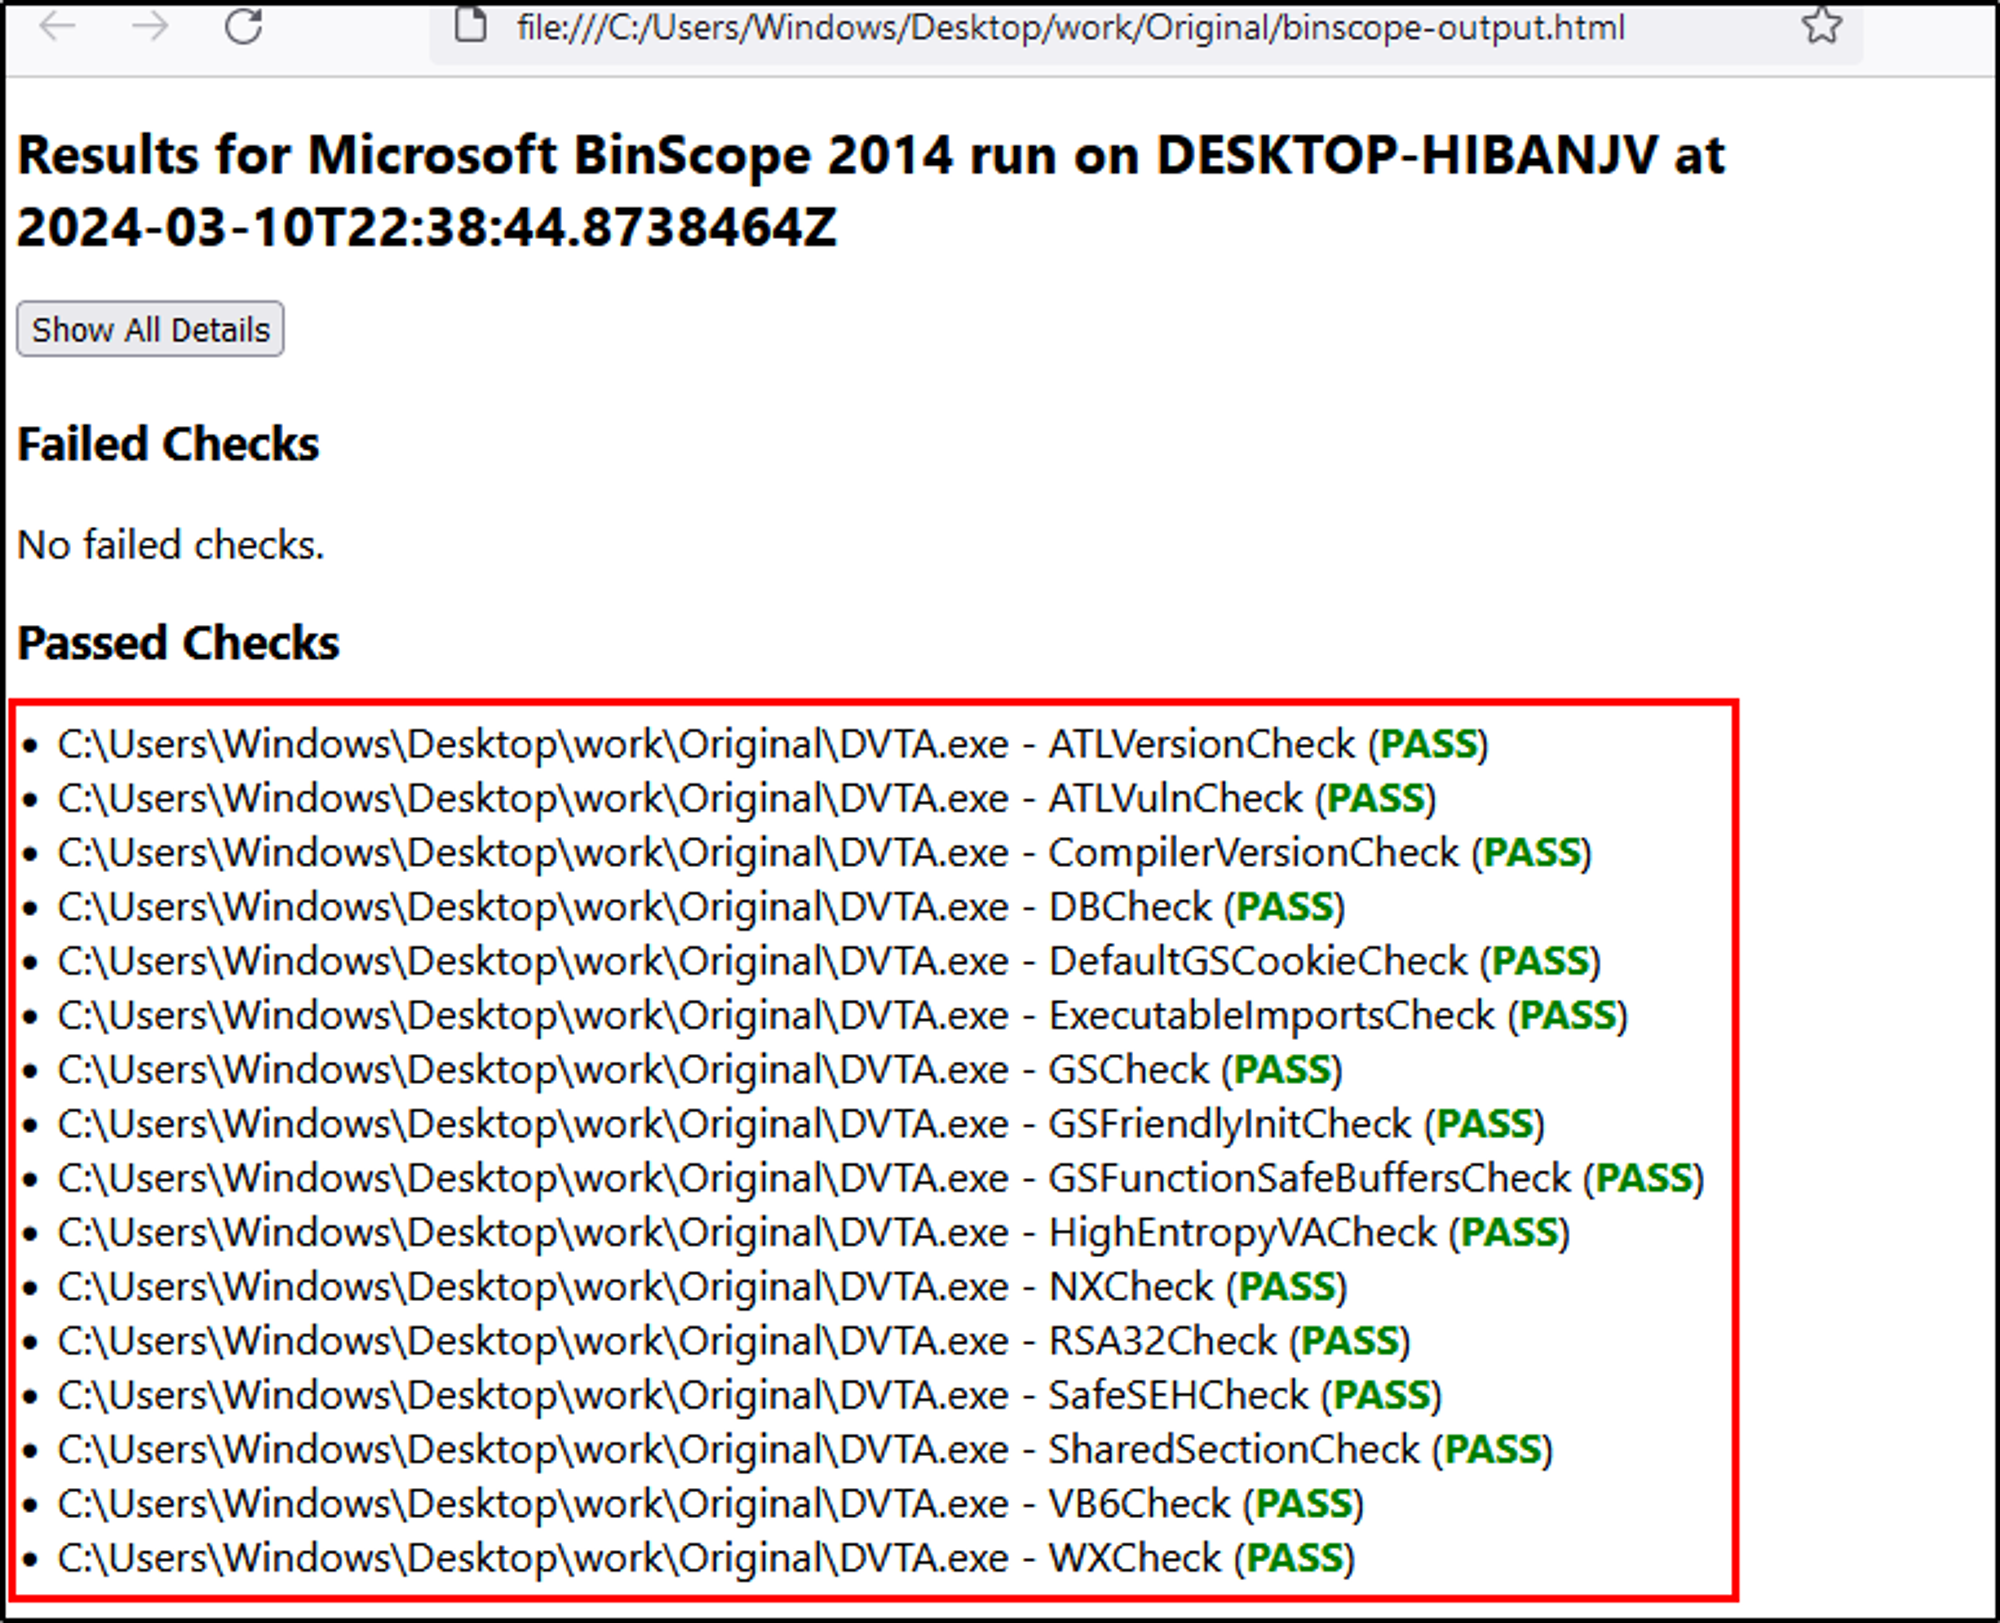 file:///C:/Users/Windows/Desktop/work/Original/binscope-output.html
Results for Microsoft BinScope 2014 run on DESKTOP-HIBANJV at
2024-03-10T22:38:44.8738464Z
Show All Details
Failed Checks
No failed checks.
Passed Checks
• C:\Users\Windows\Desktop\work\Original\DVTA.exe - ATLVersionCheck (PASS)
• C:\Users\Windows\Desktop\work\Original\DVTA.exe - ATLVulnCheck (PASS)
• C:\Users\Windows\Desktop\work\Original\DVTA.exe - CompilerVersionCheck (PASS)
• C:\Users\Windows\Desktop\work\Original\DVTA.exe - DBCheck (PASS)
• C:\Users\Windows\Desktop\work\Original\DVTA.exe - DefaultGSCookieCheck (PASS)
• C:\Users\Windows\Desktop\work\Original\DVTA.exe - ExecutableImportsCheck (PASS)
• C:\Users\Windows\Desktop\work\Original\DVTA.exe - GSCheck (PASS)
• C:\Users\Windows\Desktop\work\Original\DVTA.exe - GSFriendlyInitCheck (PASS)
• C:\Users\Windows\Desktop\work\Original\DVTA.exe - GSFunctionSafeBuffersCheck (PASS)
• C:\Users\Windows\Desktop\work\Original\DVTA.exe - HighEntropyVACheck (PASS)
• C:\Users\Windows\Desktop\work\Original\DVTA.exe - NXCheck (PASS)
• C:\Users\Windows\Desktop\work\Original\DVTA.exe - RSA32Check (PASS)
• C:\Users\Windows\Desktop\work\Original\DVTA.exe - SafeSEHCheck (PASS)
• C:\Users\Windows\Desktop\work\Original\DVTA.exe - SharedSectionCheck (PASS)
• C:\Users\Windows\Desktop\work\Original\DVTA.exe - VB6Check (PASS)
• C:\Users\Windows\Desktop\work\Original\DVTA.exe - WXCheck (PASS)